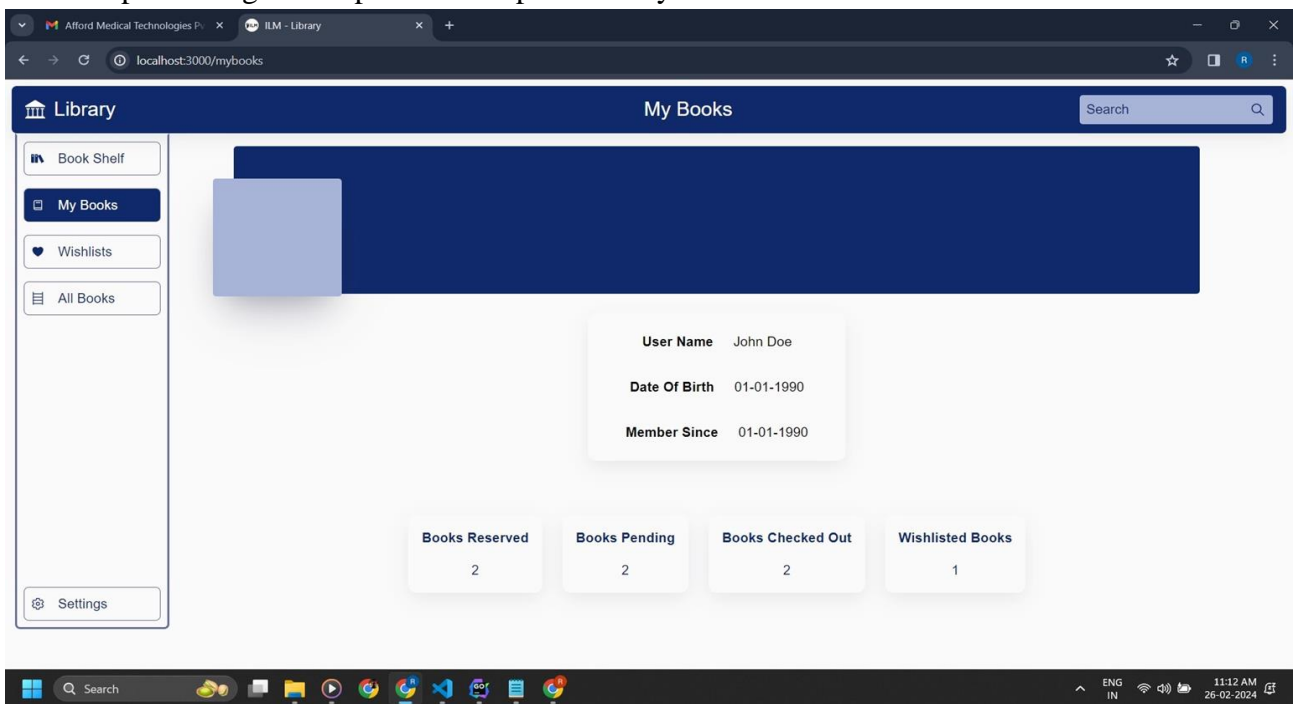 Afford Medical Technologies Pv
ILM - Library
localhost:3000/mybooks
R
Library
My Books
Search
Book Shelf
My Books
Wishlists
All Books
Settings
User Name John Doe
Date Of Birth 01-01-1990
Member Since 01-01-1990
Books Reserved Books Pending Books Checked Out Wishlisted Books
2 2 2 1
Search
ENG
IN
11:12 AM
26-02-2024